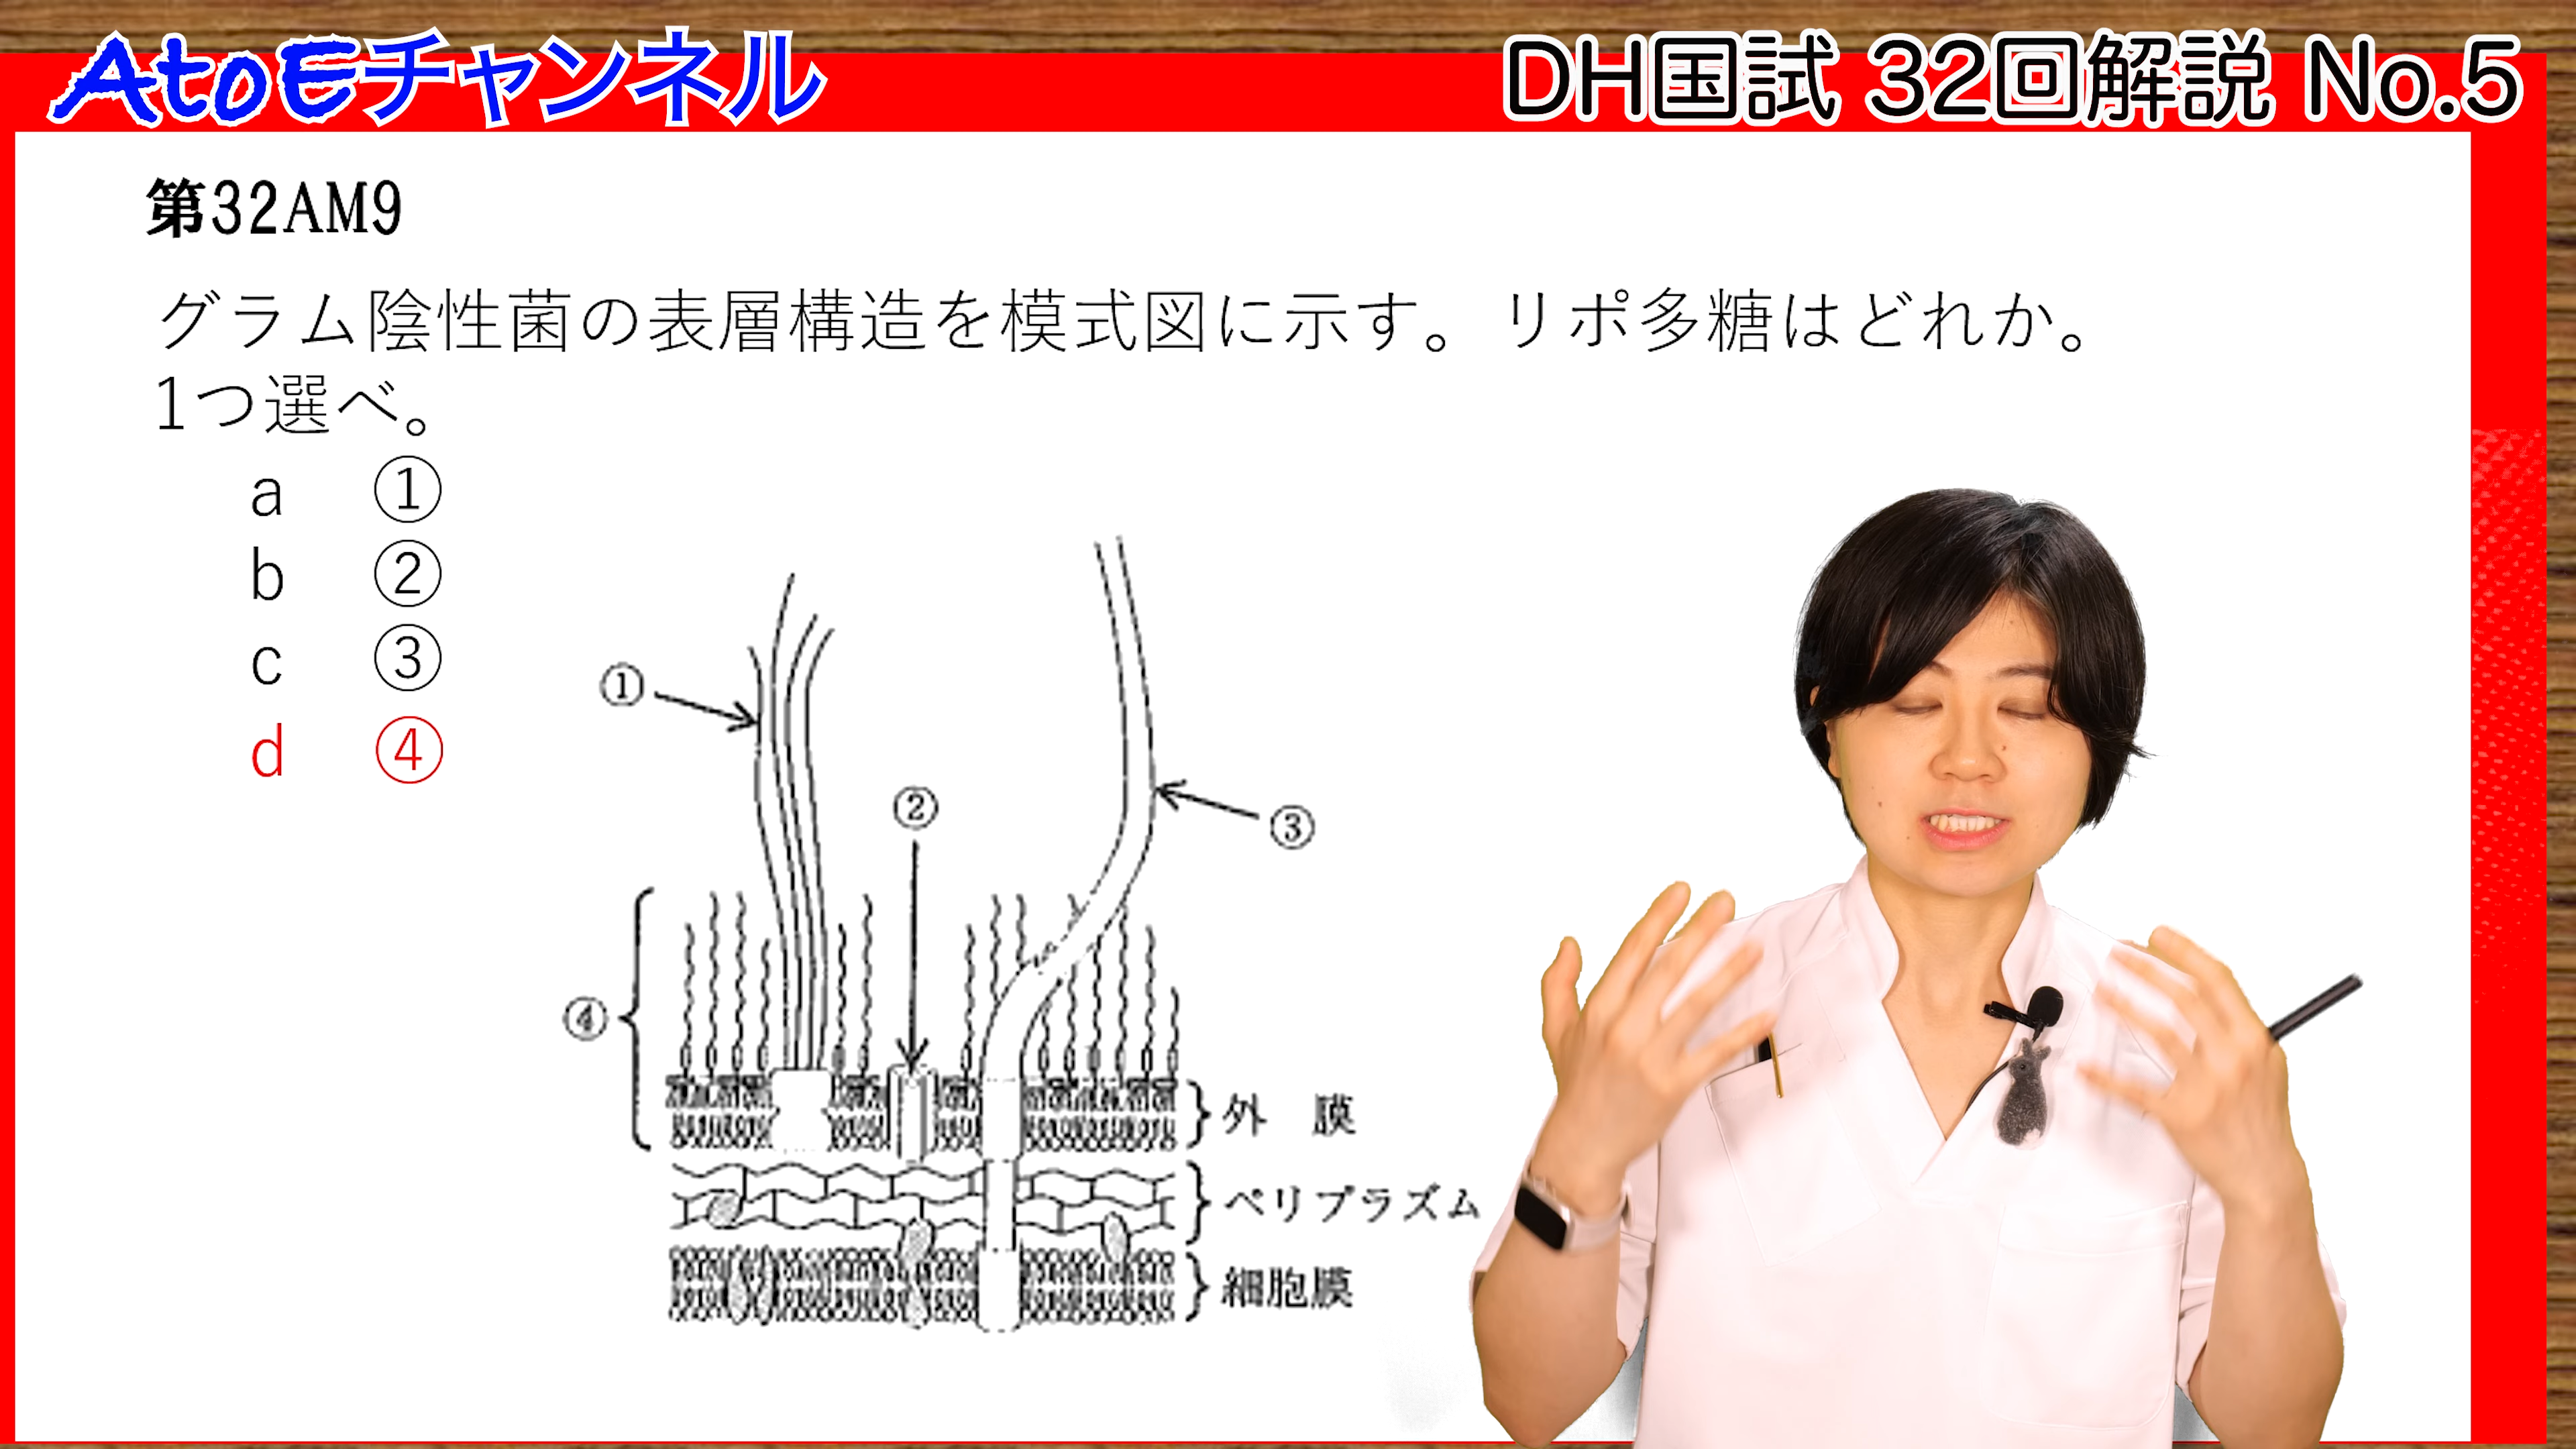 AtoEチャンネル
DH国試 32回解説 No.5
第32AM9
グラム陰性菌の表層構造を模式図に示す。リポ多糖はどれか。
1つ選べ。
a ①
b ②
c ③
d ④
①
②
③
④
外 膜
ペリプラズム
細胞膜